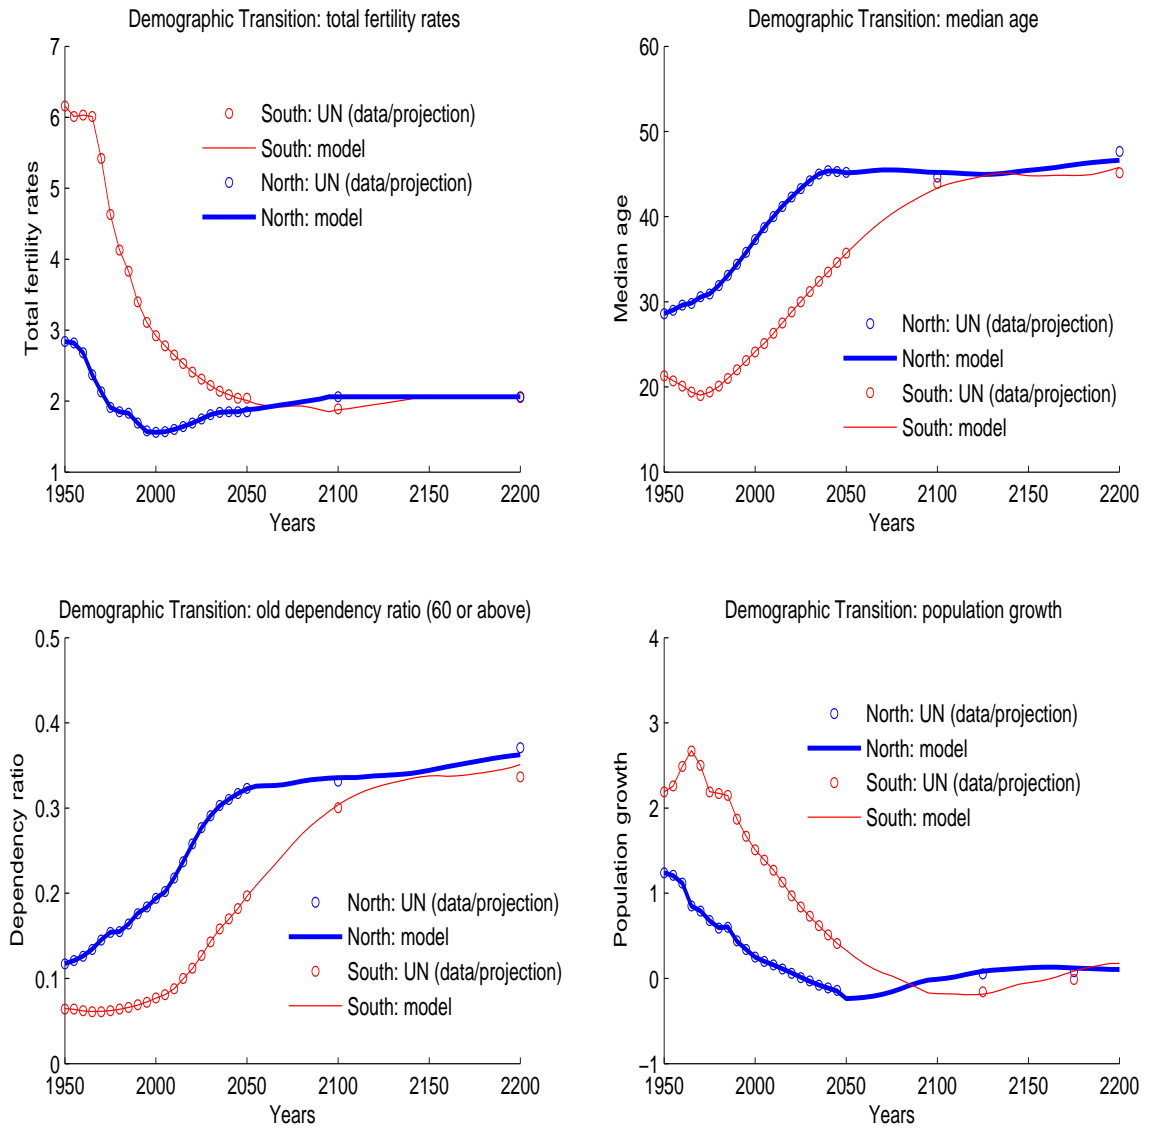 Demographic Transition: total fertility rates
7
6
5
4
3
2
1
Total fertility rates
South: UN (data/projection)
South: model
North: UN (data/projection)
North: model
1950 2000 2050 2100 2150 2200
Years
Demographic Transition: median age
60
50
40
30
20
10
Median age
North: UN (data/projection)
North: model
South: UN (data/projection)
South: model
1950 2000 2050 2100 2150 2200
Years
Demographic Transition: old dependency ratio (60 or above)
0.5
0.4
0.3
0.2
0.1
0
Dependency ratio
North: UN (data/projection)
North: model
South: UN (data/projection)
South: model
1950 2000 2050 2100 2150 2200
Years
Demographic Transition: population growth
4
3
2
1
0
−1
Population growth
North: UN (data/projection)
North: model
South: UN (data/projection)
South: model
1950 2000 2050 2100 2150 2200
Years